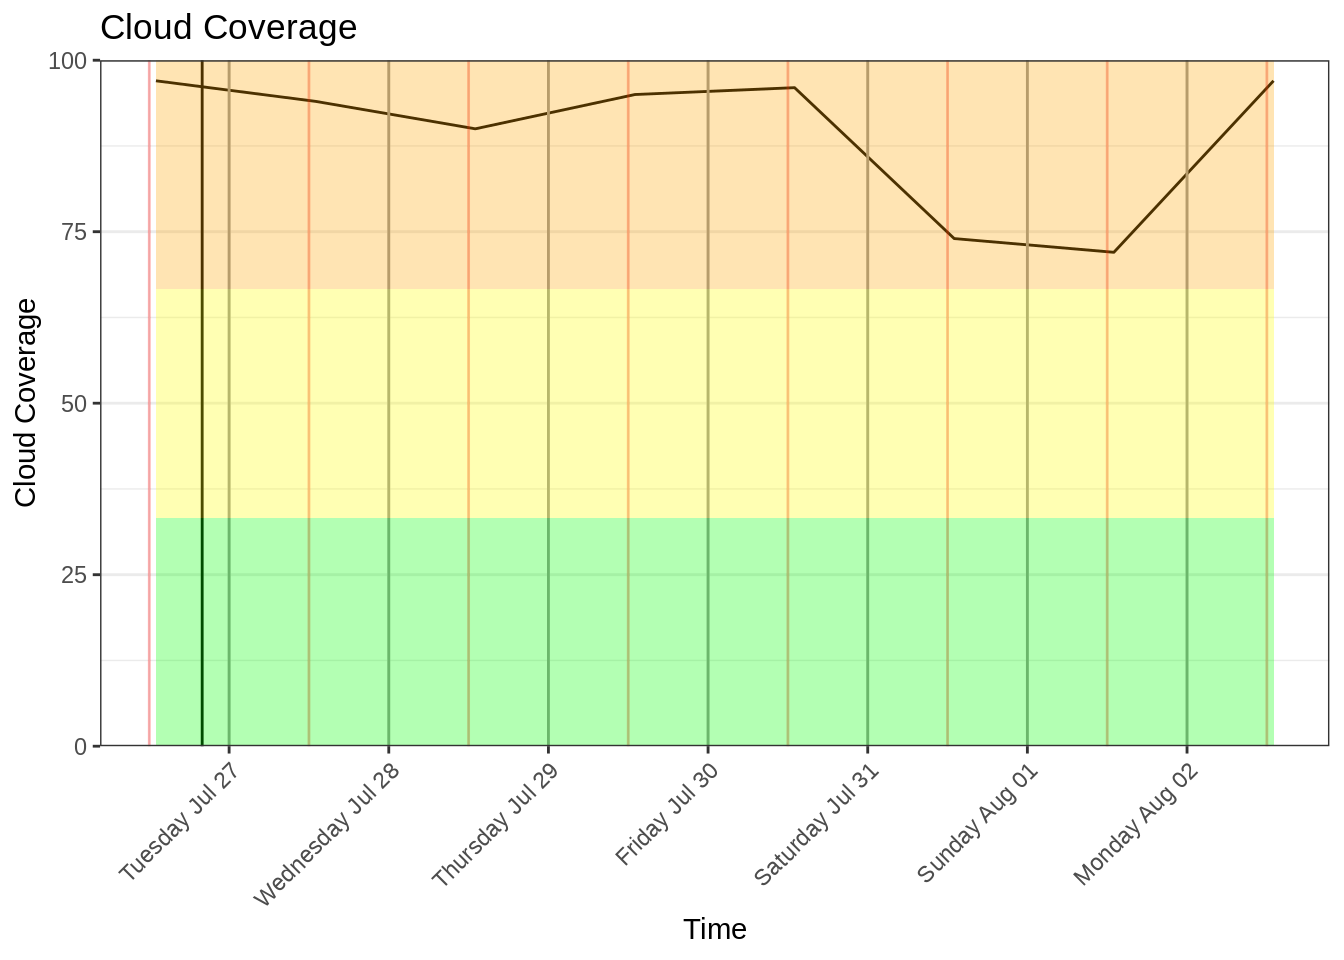 Cloud Coverage
Cloud Coverage
100
75
50
25
0
Tuesday Jul 27
Wednesday Jul 28
Thursday Jul 29
Friday Jul 30
Saturday Jul 31
Sunday Aug 01
Monday Aug 02
Time